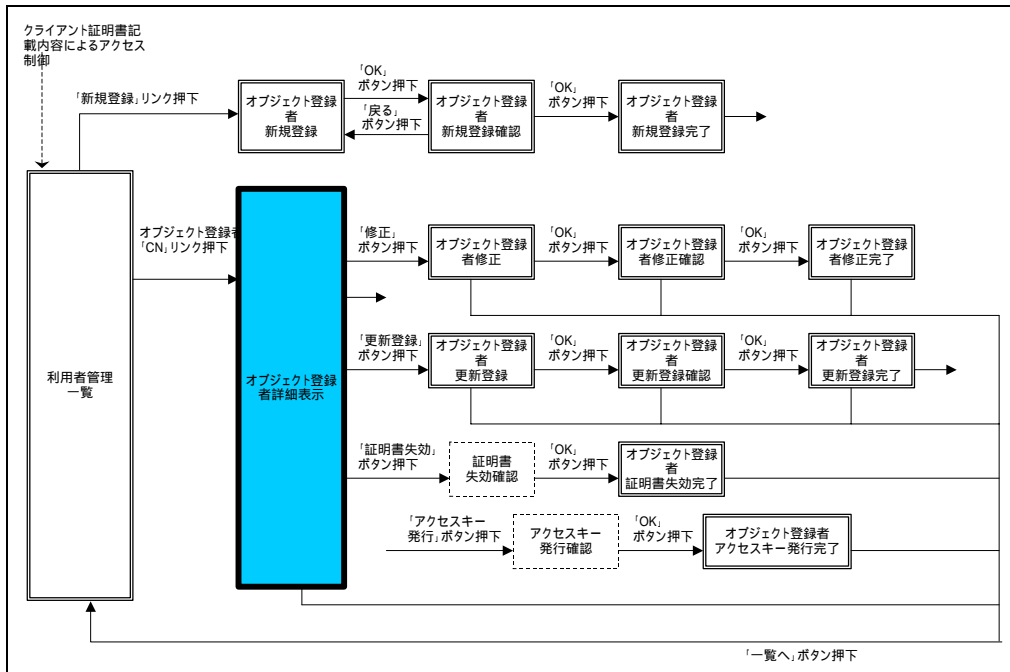 クライアント証明書記
載内容によるアクセス
制御
「新規登録」リンク押下
オブジェクト登録
者
新規登録
「OK」
ボタン押下
「戻る」
ボタン押下
オブジェクト登録
者
新規登録確認
「OK」
ボタン押下
オブジェクト登録
者
新規登録完了
利用者管理
一覧
オブジェクト登録者
「CN」リンク押下
オブジェクト登録
者詳細表示
「修正」
ボタン押下
オブジェクト登録
者修正
「OK」
ボタン押下
オブジェクト登録
者修正確認
「OK」
ボタン押下
オブジェクト登録
者修正完了
「更新登録」
ボタン押下
オブジェクト登録
者
更新登録
「OK」
ボタン押下
オブジェクト登録
者
更新登録確認
「OK」
ボタン押下
オブジェクト登録
者
更新登録完了
「証明書失効」
ボタン押下
証明書
失効確認
「OK」
ボタン押下
オブジェクト登録
者
証明書失効完了
「アクセスキー
発行」ボタン押下
アクセスキー
発行確認
「OK」
ボタン押下
オブジェクト登録者
アクセスキー発行完了
「一覧へ」ボタン押下